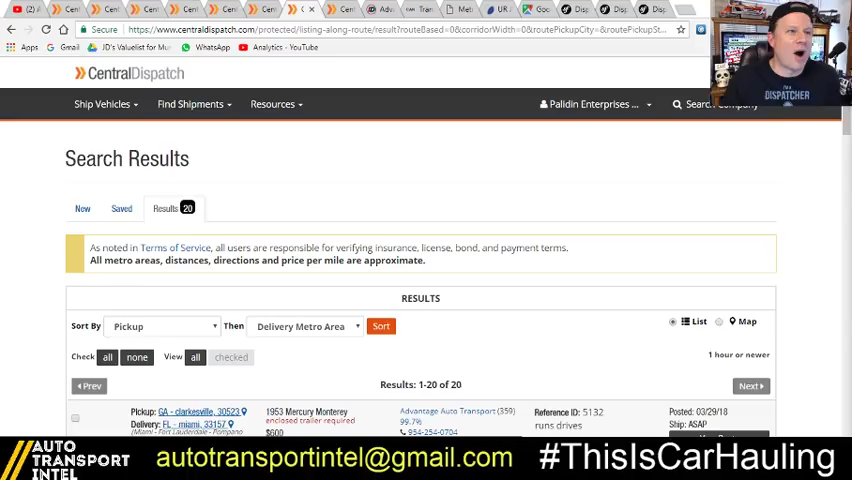 Secure https://www.centraldispatch.com/protected/listing-along-route/result?routeBased=0&corridorWidth=0&routePickupCity=&routePickupSt...
Apps Gmail JD's Valuelist for Mu WhatsApp Analytics - YouTube
CentralDispatch
Ship Vehicles Find Shipments Resources Palidin Enterprises ... Search Company
I'M A
DISPATCHER
Search Results
New Saved Results 20
As noted in Terms of Service, all users are responsible for verifying insurance, license, bond, and payment terms.
All metro areas, distances, directions and price per mile are approximate.
RESULTS
Sort By Pickup Then Delivery Metro Area Sort List Map
Check all none View all checked 1 hour or newer
Prev Results: 1-20 of 20 Next
Pickup: GA - clarkesville, 30523 1953 Mercury Monterey Advantage Auto Transport (359) Reference ID: 5132 Posted: 03/29/18
Delivery: FL - miami, 33157 enclosed trailer required 99.7% runs drives Ship: ASAP
(Miami - Fort Lauderdale - Pompano $600 954-254-0704
AUTO
TRANSPORT
INTEL
autotransportintel@gmail.com #ThisIsCarHauling